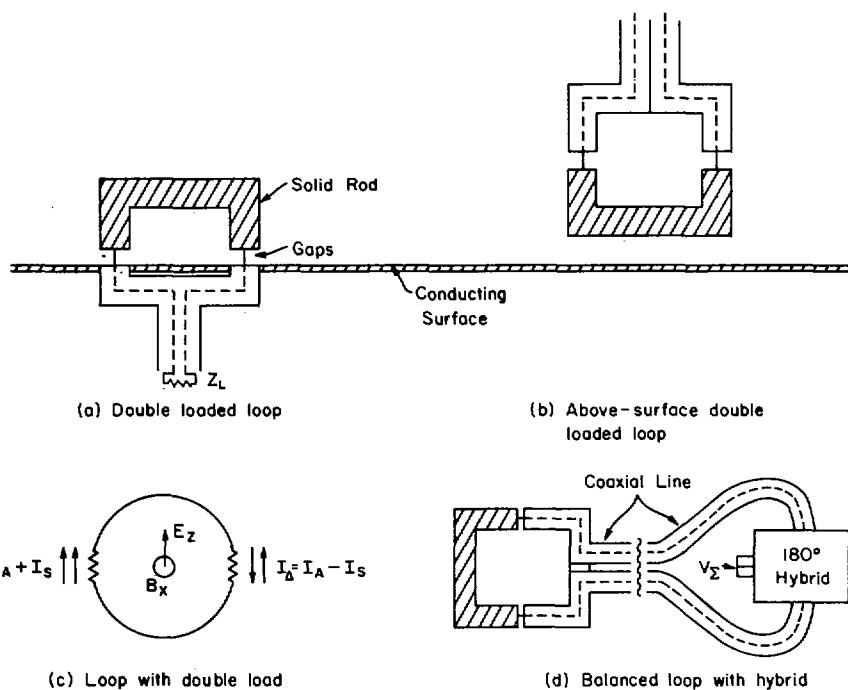 Solid Rod
Gaps
Conducting
Surface
Z_L
(a) Double loaded loop
(b) Above-surface double
loaded loop
E_Z
A + I_S
B_X
I_Δ = I_A − I_S
Coaxial Line
V_Σ
180°
Hybrid
(c) Loop with double load
(d) Balanced loop with hybrid